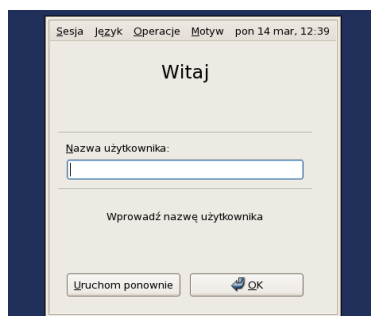 Sesja Język Operacje Motyw pon 14 mar, 12:39
Witaj
Nazwa użytkownika:
Wprowadź nazwę użytkownika
Uruchom ponownie OK